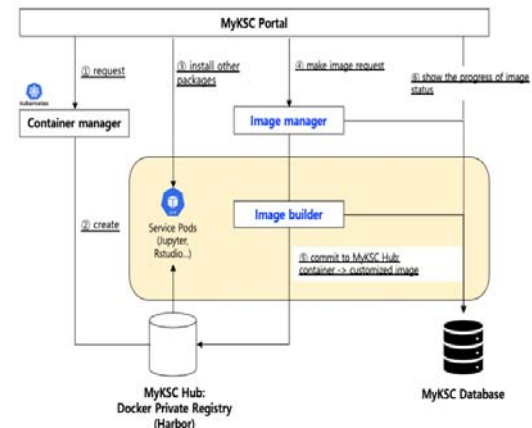 MyKSC Portal
① request
③ install other
packages
④ make image request
⑥ show the progress of image
status
kubernetes
Container manager
Image manager
② create
Service Pods
(Jupyter,
Rstudio...)
Image builder
⑤ commit to MyKSC Hub:
container -> customized image
MyKSC Hub:
Docker Private Registry
(Harbor)
MyKSC Database